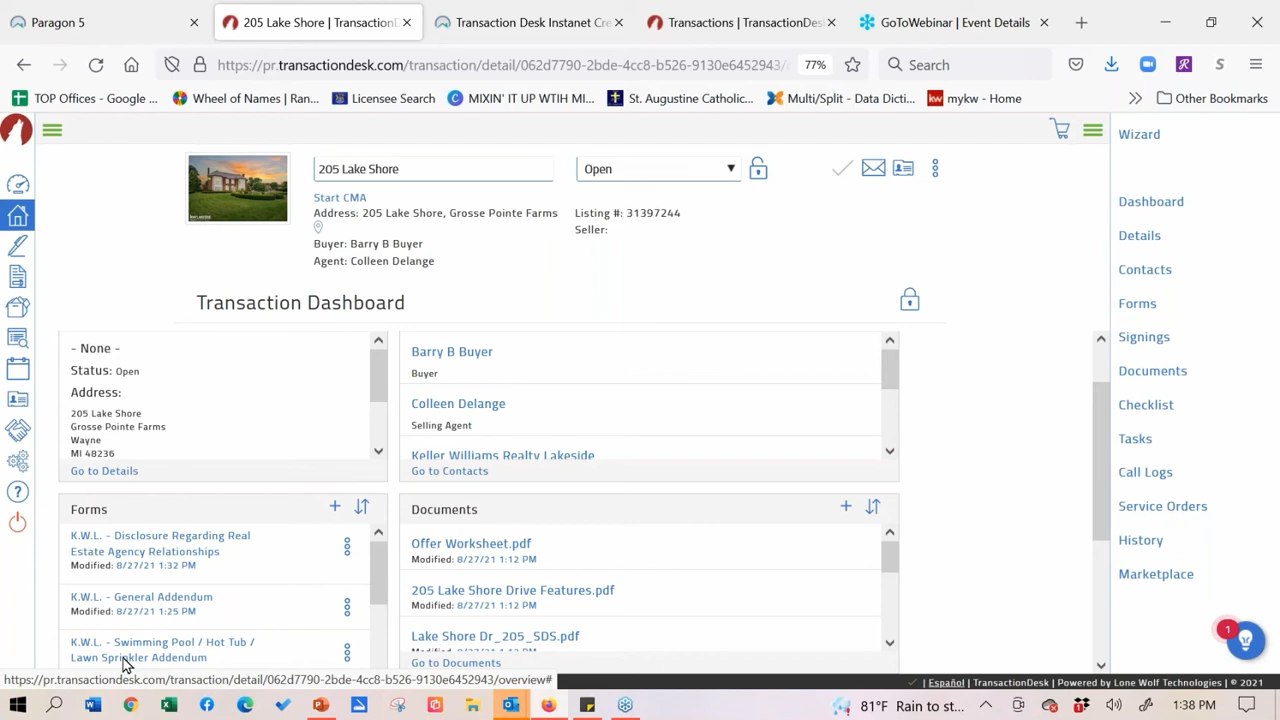 Paragon 5
205 Lake Shore | TransactionD
Transaction Desk Instanet Cre
Transactions | TransactionDes
GoToWebinar | Event Details
https://pr.transactiondesk.com/transaction/detail/062d7790-2bde-4cc8-b526-9130e6452943/
77%
Search
TOP Offices - Google ...
Wheel of Names | Ran...
Licensee Search
MIXIN' IT UP WTIH MI...
St. Augustine Catholic...
Multi/Split - Data Dicti...
mykw - Home
Other Bookmarks
205 Lake Shore
Open
Start CMA
Address: 205 Lake Shore, Grosse Pointe Farms
Listing #: 31397244
Seller:
Buyer: Barry B Buyer
Agent: Colleen Delange
Transaction Dashboard
- None -
Status: Open
Address:
205 Lake Shore
Grosse Pointe Farms
Wayne
MI 48236
Go to Details
Barry B Buyer
Buyer
Colleen Delange
Selling Agent
Keller Williams Realty Lakeside
Go to Contacts
Forms
K.W.L. - Disclosure Regarding Real
Estate Agency Relationships
Modified: 8/27/21 1:32 PM
K.W.L. - General Addendum
Modified: 8/27/21 1:25 PM
K.W.L. - Swimming Pool / Hot Tub /
Lawn Sprinkler Addendum
Documents
Offer Worksheet.pdf
Modified: 8/27/21 1:12 PM
205 Lake Shore Drive Features.pdf
Modified: 8/27/21 1:12 PM
Lake Shore Dr_205_SDS.pdf
Go to Documents
Wizard
Dashboard
Details
Contacts
Forms
Signings
Documents
Checklist
Tasks
Call Logs
Service Orders
History
Marketplace
1
https://pr.transactiondesk.com/transaction/detail/062d7790-2bde-4cc8-b526-9130e6452943/overview#
Español | TransactionDesk | Powered by Lone Wolf Technologies | © 2021
81°F Rain to st...
1:38 PM